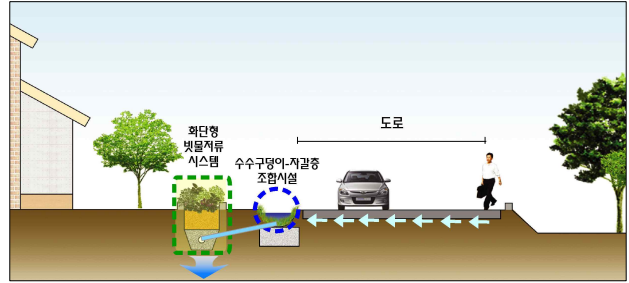 화단형
빗물저류
시스템
수수구덩이-자갈층
조합시설
도로